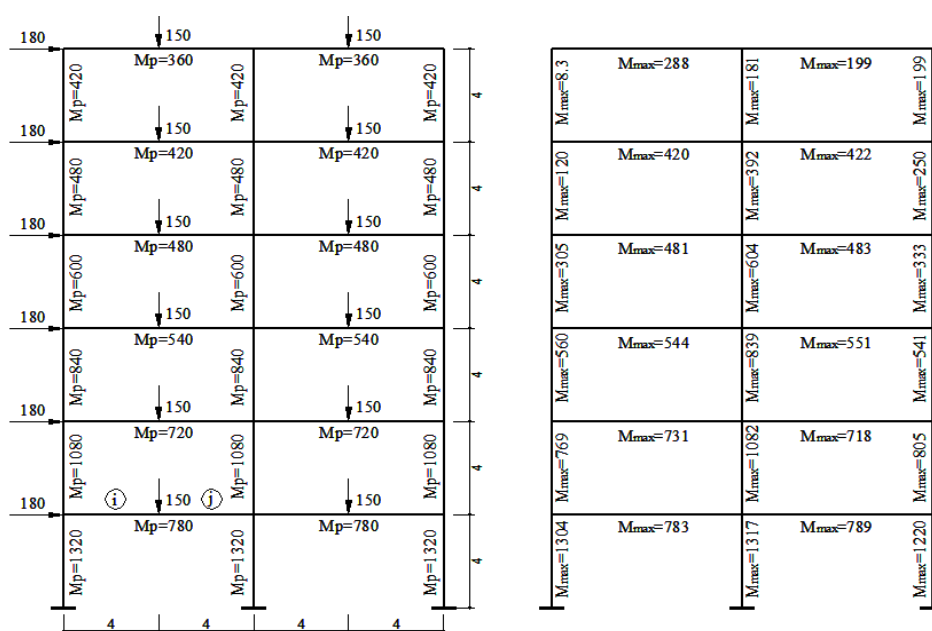 150 150
180
Mp=360 Mp=360
Mp=420 Mp=420 Mp=420
4
180
150 150
Mp=420 Mp=420
Mp=480 Mp=480 Mp=480
4
180
150 150
Mp=480 Mp=480
Mp=600 Mp=600 Mp=600
4
180
150 150
Mp=540 Mp=540
Mp=840 Mp=840 Mp=840
4
180
150 150
Mp=720 Mp=720
Mp=1080 Mp=1080 Mp=1080
4
i j
180
150 150
Mp=780 Mp=780
Mp=1320 Mp=1320 Mp=1320
4
4 4 4 4
Mmax=288 Mmax=199
Mmax=8.3 Mmax=181 Mmax=199
Mmax=420 Mmax=422
Mmax=120 Mmax=392 Mmax=250
Mmax=481 Mmax=483
Mmax=305 Mmax=604 Mmax=333
Mmax=544 Mmax=551
Mmax=560 Mmax=839 Mmax=541
Mmax=731 Mmax=718
Mmax=769 Mmax=1082 Mmax=805
Mmax=783 Mmax=789
Mmax=1304 Mmax=1317 Mmax=1220